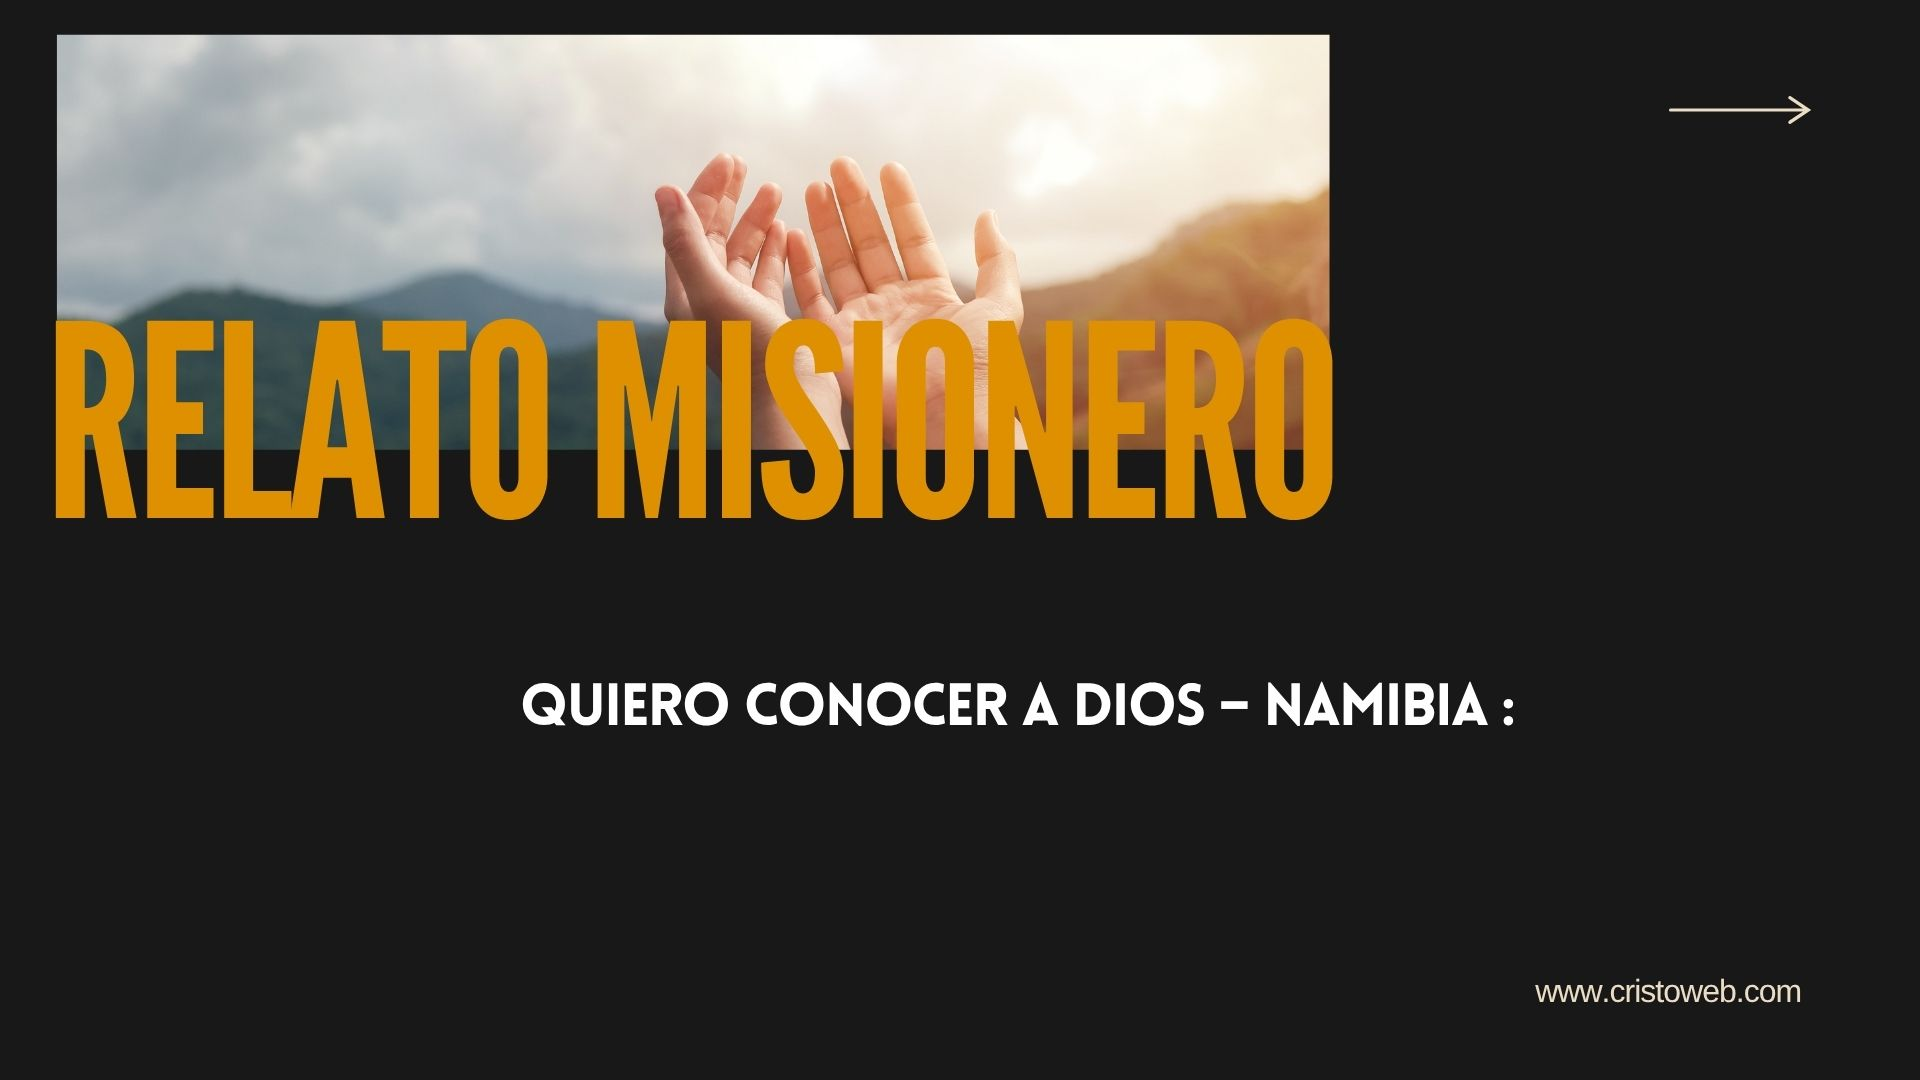 RELATO MISIONERO
QUIERO CONOCER A DIOS – NAMIBIA :
www.cristoweb.com